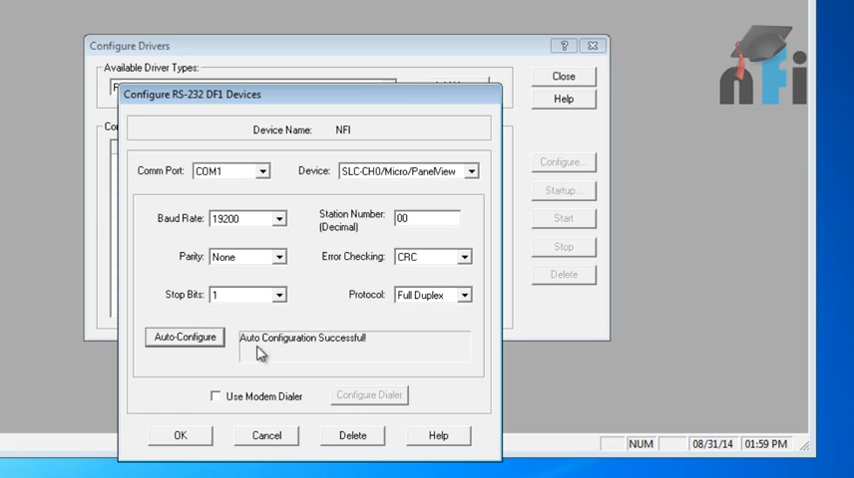 nfi
Configure Drivers
Available Driver Types:
Close
Help
Configure RS-232 DF1 Devices
Device Name: NFI
Comm Port: COM1 Device: SLC-CH0/Micro/PanelView
Baud Rate: 19200 Station Number: 00
(Decimal)
Parity: None Error Checking: CRC
Stop Bits: 1 Protocol: Full Duplex
Auto-Configure Auto Configuration Successful!
Use Modem Dialer Configure Dialer
OK Cancel Delete Help
Configure...
Startup...
Start
Stop
Delete
NUM 08/31/14 01:59 PM